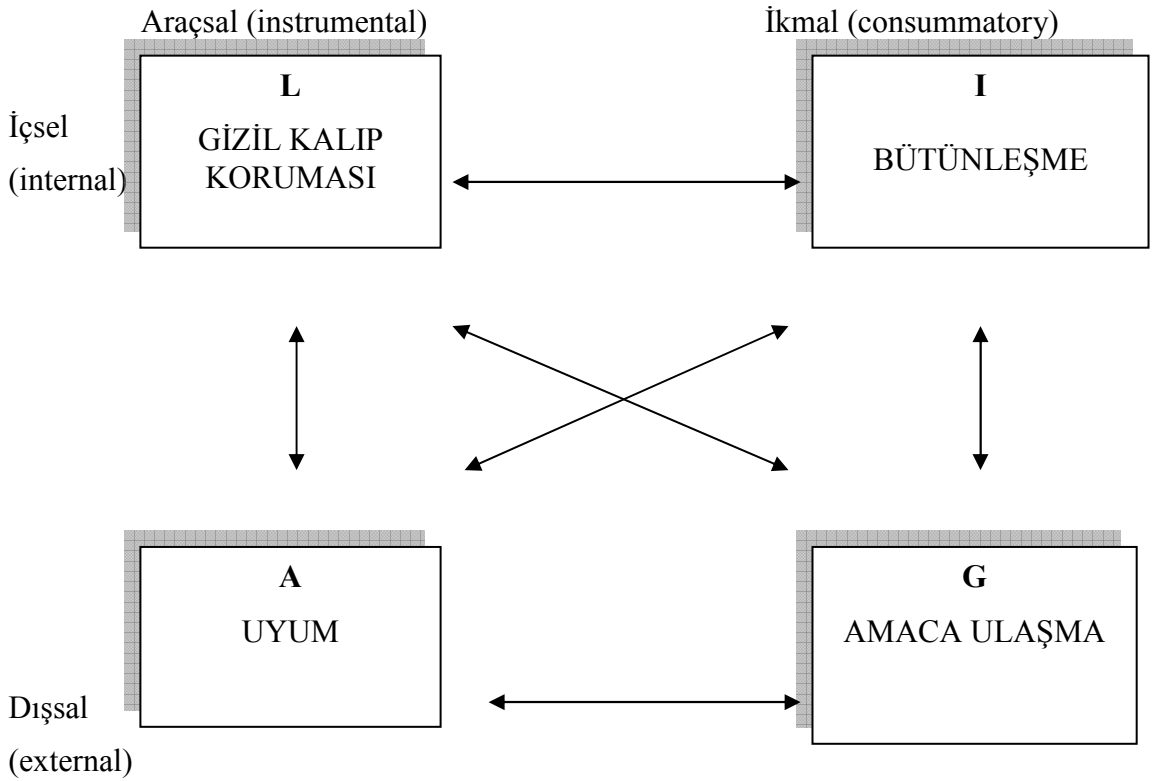 Araçsal (instrumental)
İkmal (consummatory)
İçsel
(internal)
L
GİZİL KALIP
KORUMASI
I
BÜTÜNLEŞME
A
UYUM
G
AMACA ULAŞMA
Dışsal
(external)